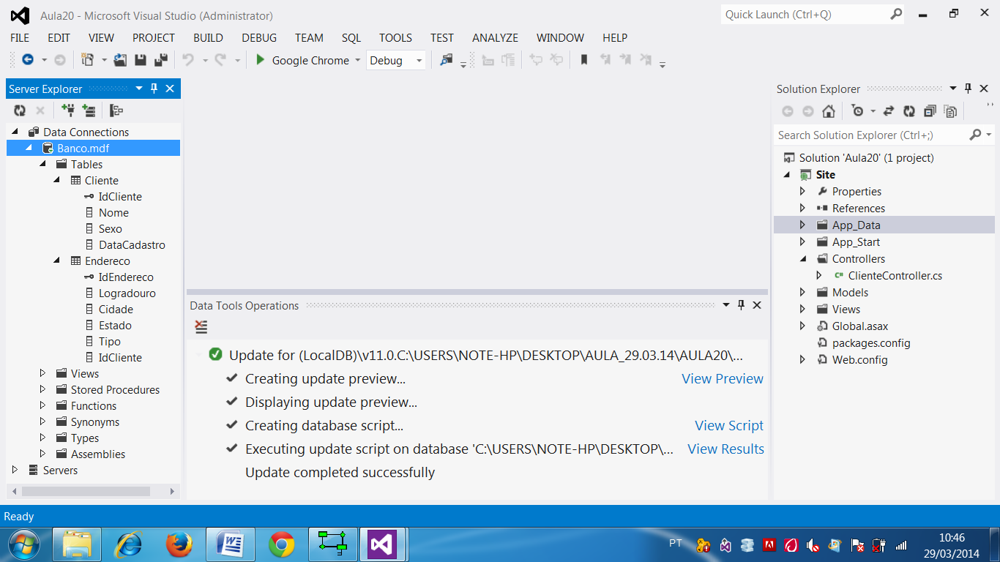 Aula20 - Microsoft Visual Studio (Administrator)
Quick Launch (Ctrl+Q)
FILE EDIT VIEW PROJECT BUILD DEBUG TEAM SQL TOOLS TEST ANALYZE WINDOW HELP
Google Chrome Debug
Server Explorer
Data Connections
Banco.mdf
Tables
Cliente
IdCliente
Nome
Sexo
DataCadastro
Endereco
IdEndereco
Logradouro
Cidade
Estado
Tipo
IdCliente
Views
Stored Procedures
Functions
Synonyms
Types
Assemblies
Servers
Data Tools Operations
Update for (LocalDB)\v11.0.C:\USERS\NOTE-HP\DESKTOP\AULA_29.03.14\AULA20\...
Creating update preview... View Preview
Displaying update preview...
Creating database script... View Script
Executing update script on database 'C:\USERS\NOTE-HP\DESKTOP\... View Results
Update completed successfully
Solution Explorer
Search Solution Explorer (Ctrl+;)
Solution 'Aula20' (1 project)
Site
Properties
References
App_Data
App_Start
Controllers
C# ClienteController.cs
Models
Views
Global.asax
packages.config
Web.config
Ready
PT
10:46
29/03/2014